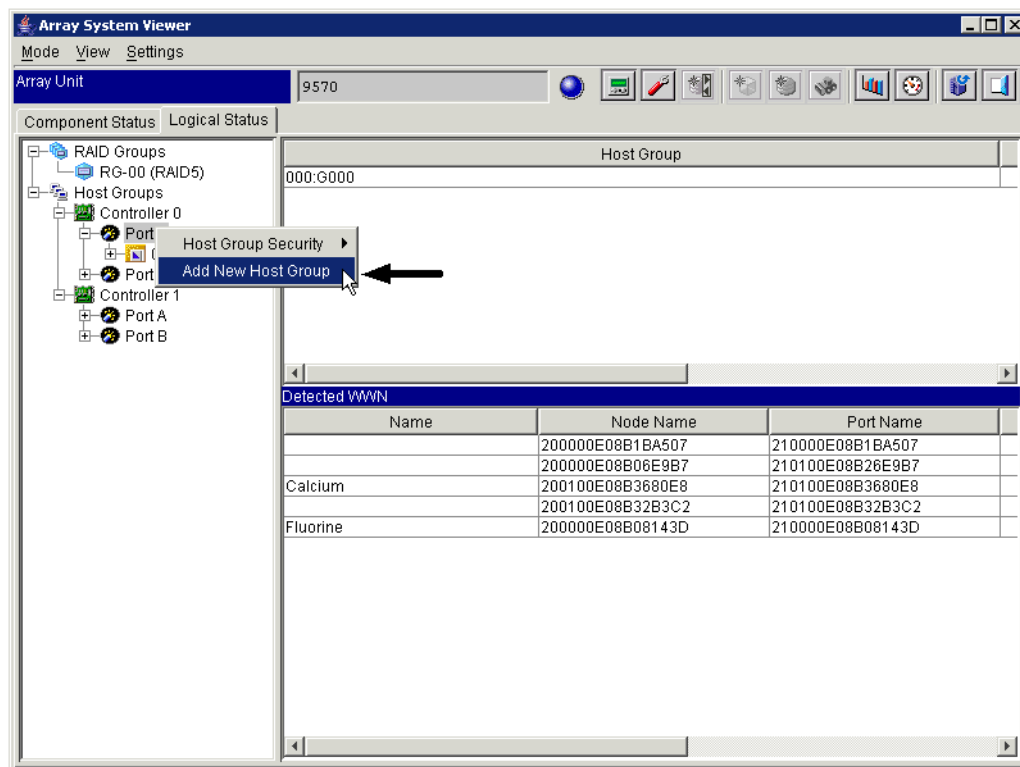 Array System Viewer
Mode View Settings
Array Unit 9570
Component Status Logical Status
RAID Groups
RG-00 (RAID5)
Host Groups
Controller 0
Port
Port
Controller 1
Port A
Port B
Host Group Security
Add New Host Group
Host Group
000:G000
Detected WWN
Name Node Name Port Name
200000E08B1BA507 210000E08B1BA507
200000E08B06E9B7 210100E08B26E9B7
Calcium 200100E08B3680E8 210100E08B3680E8
200100E08B32B3C2 210100E08B32B3C2
Fluorine 200000E08B08143D 210000E08B08143D